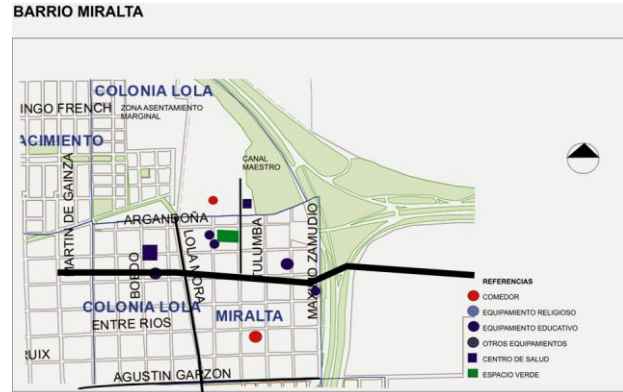 BARRIO MIRALTA
COLONIA LOLA
INGO FRENCH
ZONA ASENTAMIENTO
MARGINAL
ACIMIENTO
CANAL
MAESTRO
MARTIN DE GAINZA
ARGANDOÑA
BOEDO
LOLA MORA
TULUMBA
MAXIMO ZAMUDIO
COLONIA LOLA
ENTRE RIOS
MIRALTA
RUIX
AGUSTIN GARZON
REFERENCIAS
COMEDOR
EQUIPAMIENTO RELIGIOSO
EQUIPAMIENTO EDUCATIVO
OTROS EQUIPAMIENTOS
CENTRO DE SALUD
ESPACIO VERDE